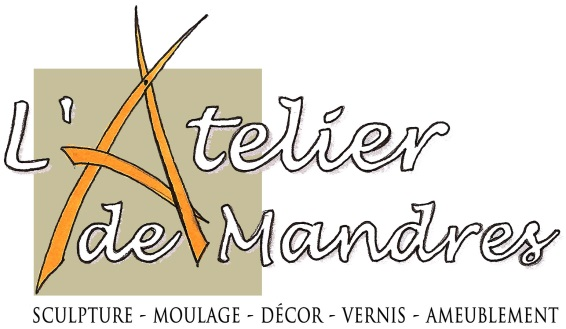 L'Atelier
de Mandres
SCULPTURE - MOULAGE - DÉCOR - VERNIS - AMEUBLEMENT